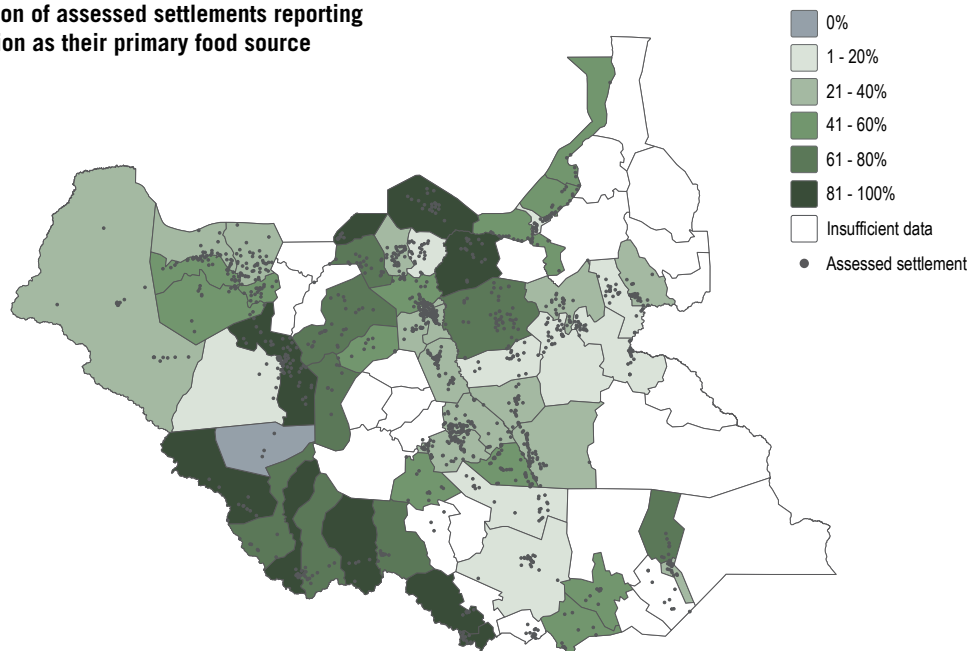 on of assessed settlements reporting
ion as their primary food source
0%
1 - 20%
21 - 40%
41 - 60%
61 - 80%
81 - 100%
Insufficient data
Assessed settlement